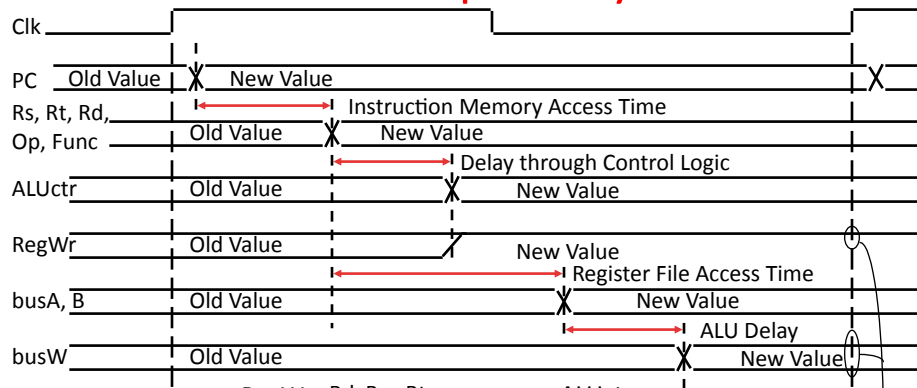 Clk
PC Old Value New Value
Rs, Rt, Rd, Instruction Memory Access Time
Op, Func Old Value New Value
Delay through Control Logic
ALUctr Old Value New Value
RegWr Old Value New Value
Register File Access Time
busA, B Old Value New Value
ALU Delay
busW Old Value New Value